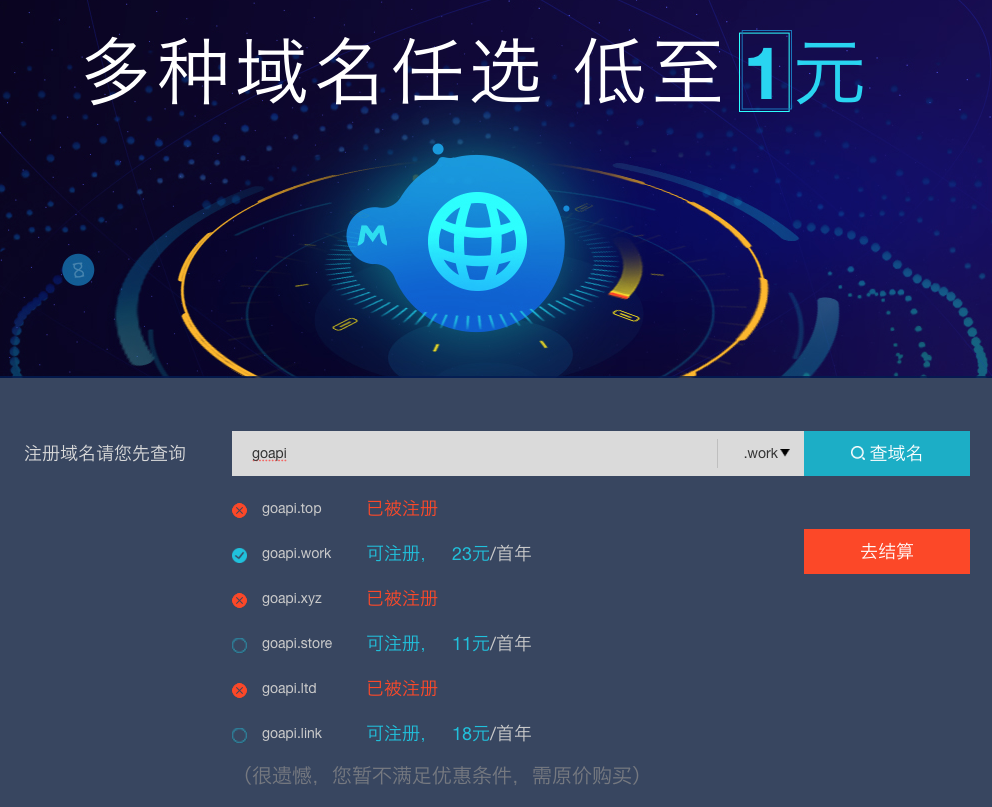 多种域名任选 低至1元
注册域名请您先查询 goapi .work 查域名
goapi.top 已被注册
goapi.work 可注册， 23元/首年 去结算
goapi.xyz 已被注册
goapi.store 可注册， 11元/首年
goapi.ltd 已被注册
goapi.link 可注册， 18元/首年
（很遗憾，您暂不满足优惠条件，需原价购买）